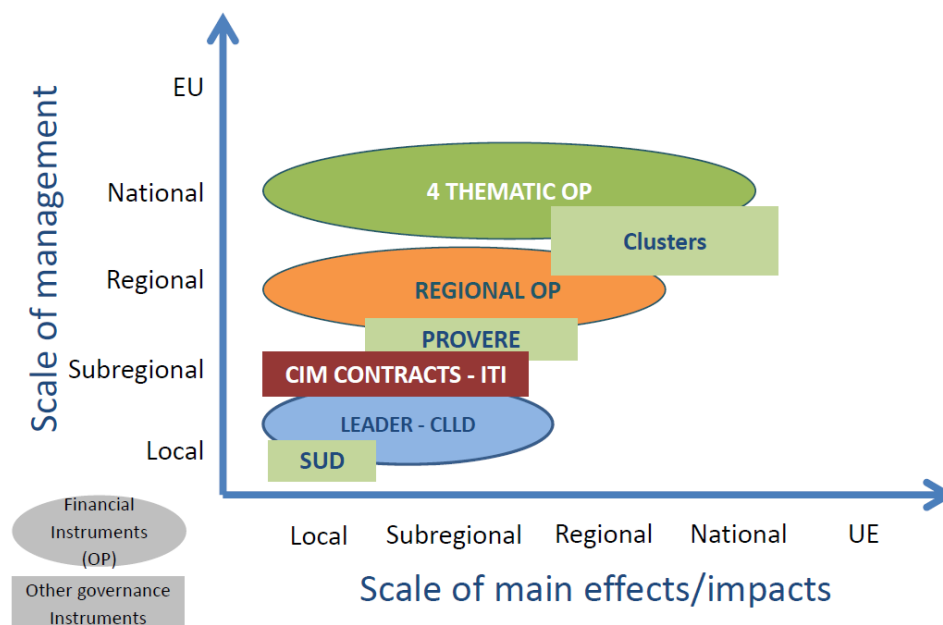 Scale of management
EU
National
Regional
Subregional
Local
4 THEMATIC OP
Clusters
REGIONAL OP
PROVERE
CIM CONTRACTS - ITI
LEADER - CLLD
SUD
Financial
Instruments
(OP)
Other governance
Instruments
Local
Subregional
Regional
National
UE
Scale of main effects/impacts